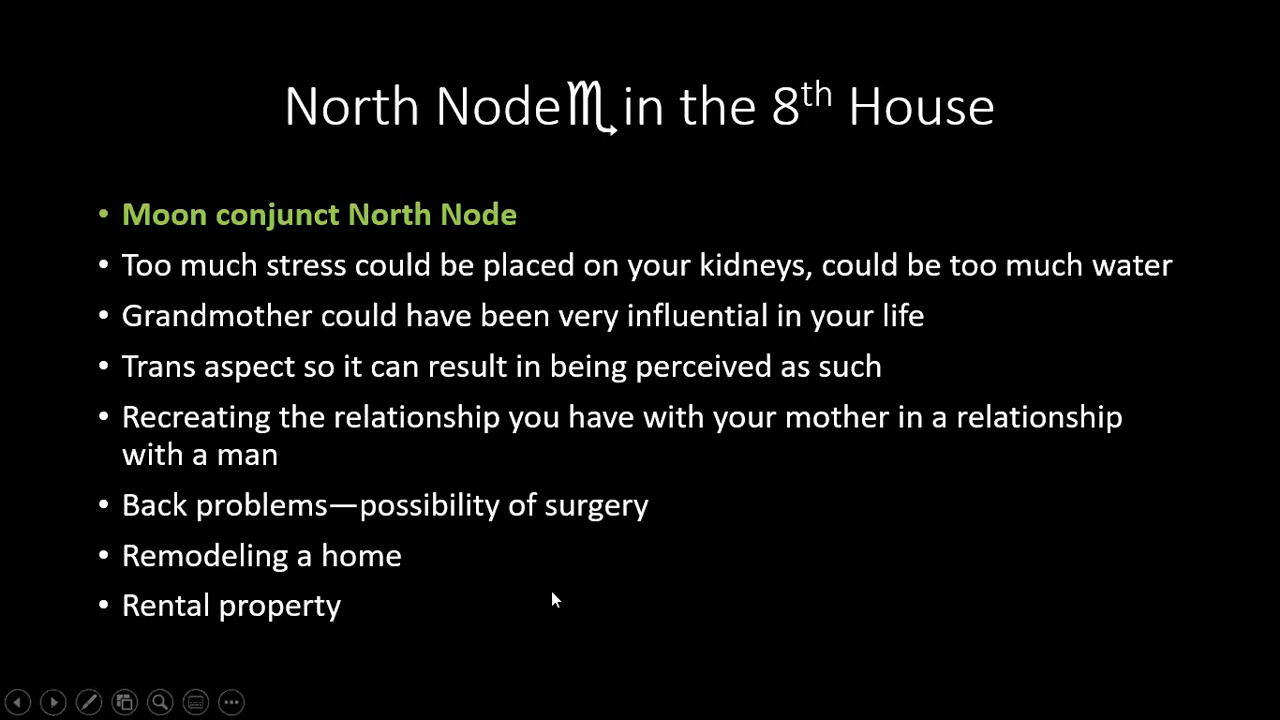 North Node♏in the 8th House
• Moon conjunct North Node
• Too much stress could be placed on your kidneys, could be too much water
• Grandmother could have been very influential in your life
• Trans aspect so it can result in being perceived as such
• Recreating the relationship you have with your mother in a relationship
with a man
• Back problems—possibility of surgery
• Remodeling a home
• Rental property